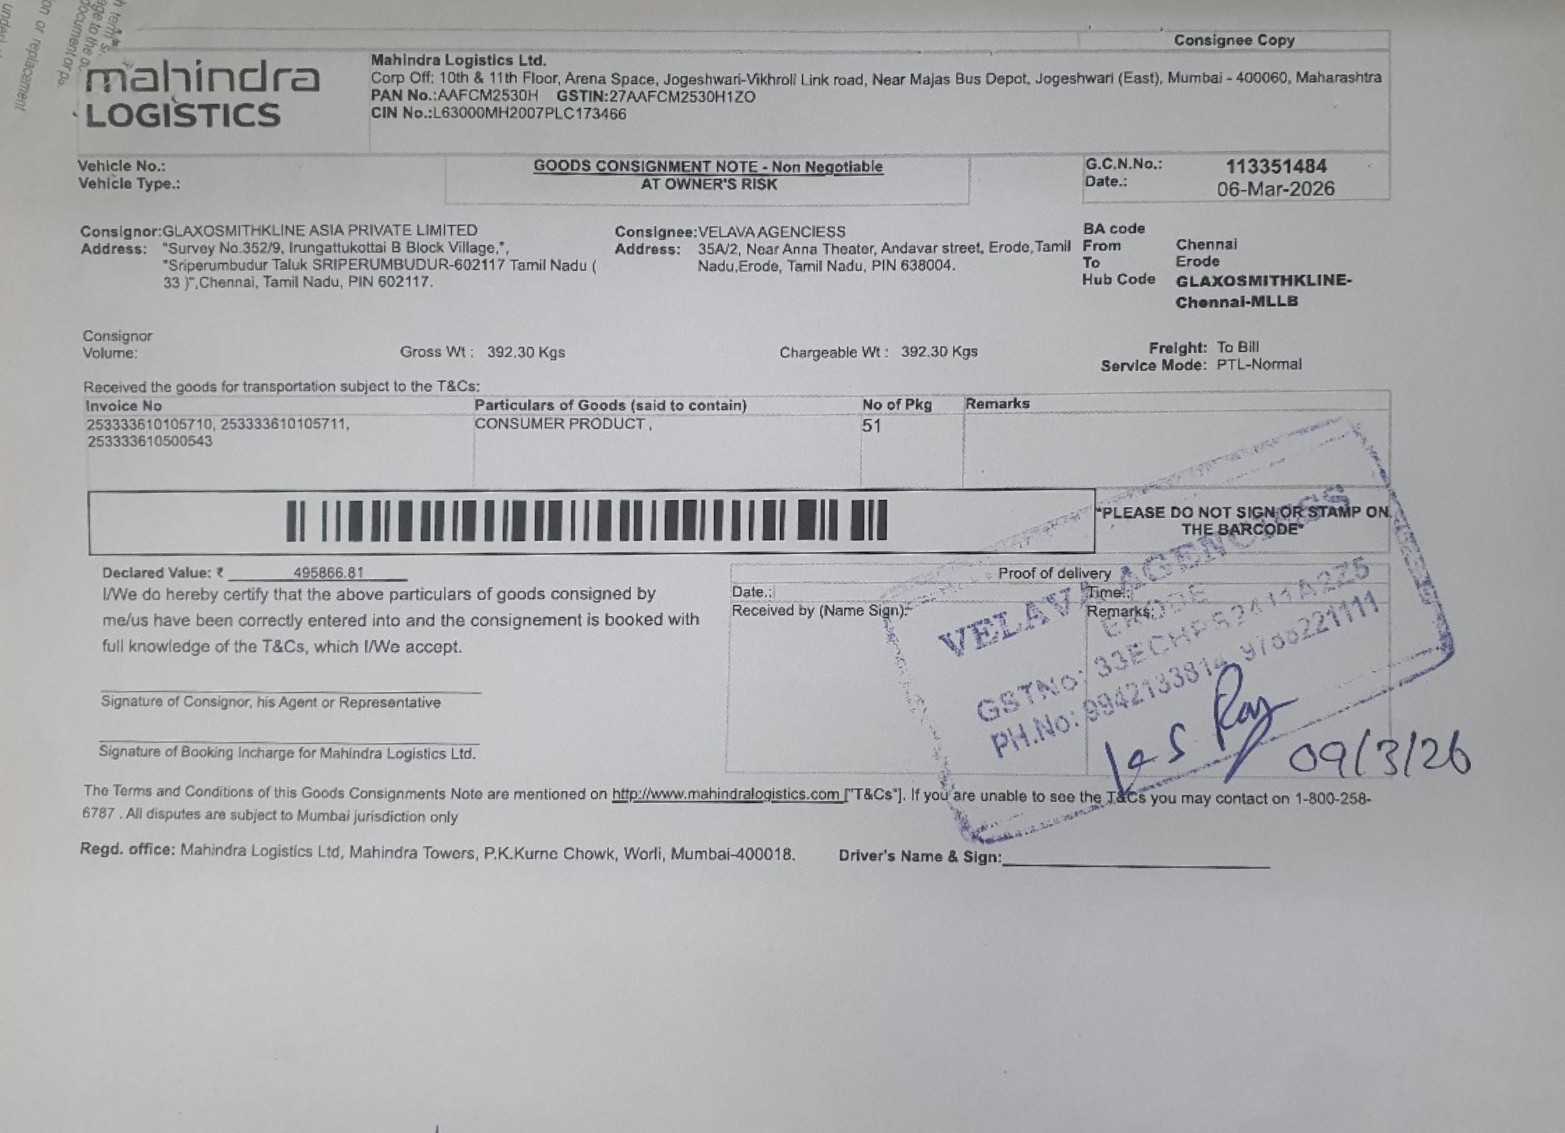 Consignee Copy
mahindra
LOGISTICS
Mahindra Logistics Ltd.
Corp Off: 10th & 11th Floor, Arena Space, Jogeshwari-Vikhroli Link road, Near Majas Bus Depot, Jogeshwari (East), Mumbai - 400060, Maharashtra
PAN No.:AAFCM2530H GSTIN:27AAFCM2530H1ZO
CIN No.:L63000MH2007PLC173466
Vehicle No.:
Vehicle Type.:
GOODS CONSIGNMENT NOTE - Non Negotiable
AT OWNER'S RISK
G.C.N.No.: 113351484
Date.: 06-Mar-2026
Consignor:GLAXOSMITHKLINE ASIA PRIVATE LIMITED
Address: "Survey No.352/9, Irungattukottai B Block Village,",
"Sriperumbudur Taluk SRIPERUMBUDUR-602117 Tamil Nadu (
33 )",Chennai, Tamil Nadu, PIN 602117.
Consignee:VELAVA AGENCIESS
Address: 35A/2, Near Anna Theater, Andavar street, Erode,Tamil
Nadu,Erode, Tamil Nadu, PIN 638004.
BA code
From Chennai
To Erode
Hub Code GLAXOSMITHKLINE-
Chennai-MLLB
Consignor
Volume:
Gross Wt : 392.30 Kgs
Chargeable Wt : 392.30 Kgs
Freight: To Bill
Service Mode: PTL-Normal
Received the goods for transportation subject to the T&Cs:
Invoice No Particulars of Goods (said to contain) No of Pkg Remarks
253333610105710, 253333610105711, CONSUMER PRODUCT , 51
253333610500543
"PLEASE DO NOT SIGN OR STAMP ON
THE BARCODE"
Declared Value: ₹ 495866.81
I/We do hereby certify that the above particulars of goods consigned by
me/us have been correctly entered into and the consignement is booked with
full knowledge of the T&Cs, which I/We accept.
Signature of Consignor, his Agent or Representative
Signature of Booking Incharge for Mahindra Logistics Ltd.
Proof of delivery
Date.: Time.:
Received by (Name Sign): Remarks:
VELAVA AGENCIESS
ERODE
GSTNo: 33ECHPS2411A2Z5
PH.No: 9942133814, 9788221111
09/3/26
The Terms and Conditions of this Goods Consignments Note are mentioned on http://www.mahindralogistics.com ["T&Cs"]. If you are unable to see the T&Cs you may contact on 1-800-258-
6787 . All disputes are subject to Mumbai jurisdiction only
Regd. office: Mahindra Logistics Ltd, Mahindra Towers, P.K.Kurne Chowk, Worli, Mumbai-400018.
Driver's Name & Sign: